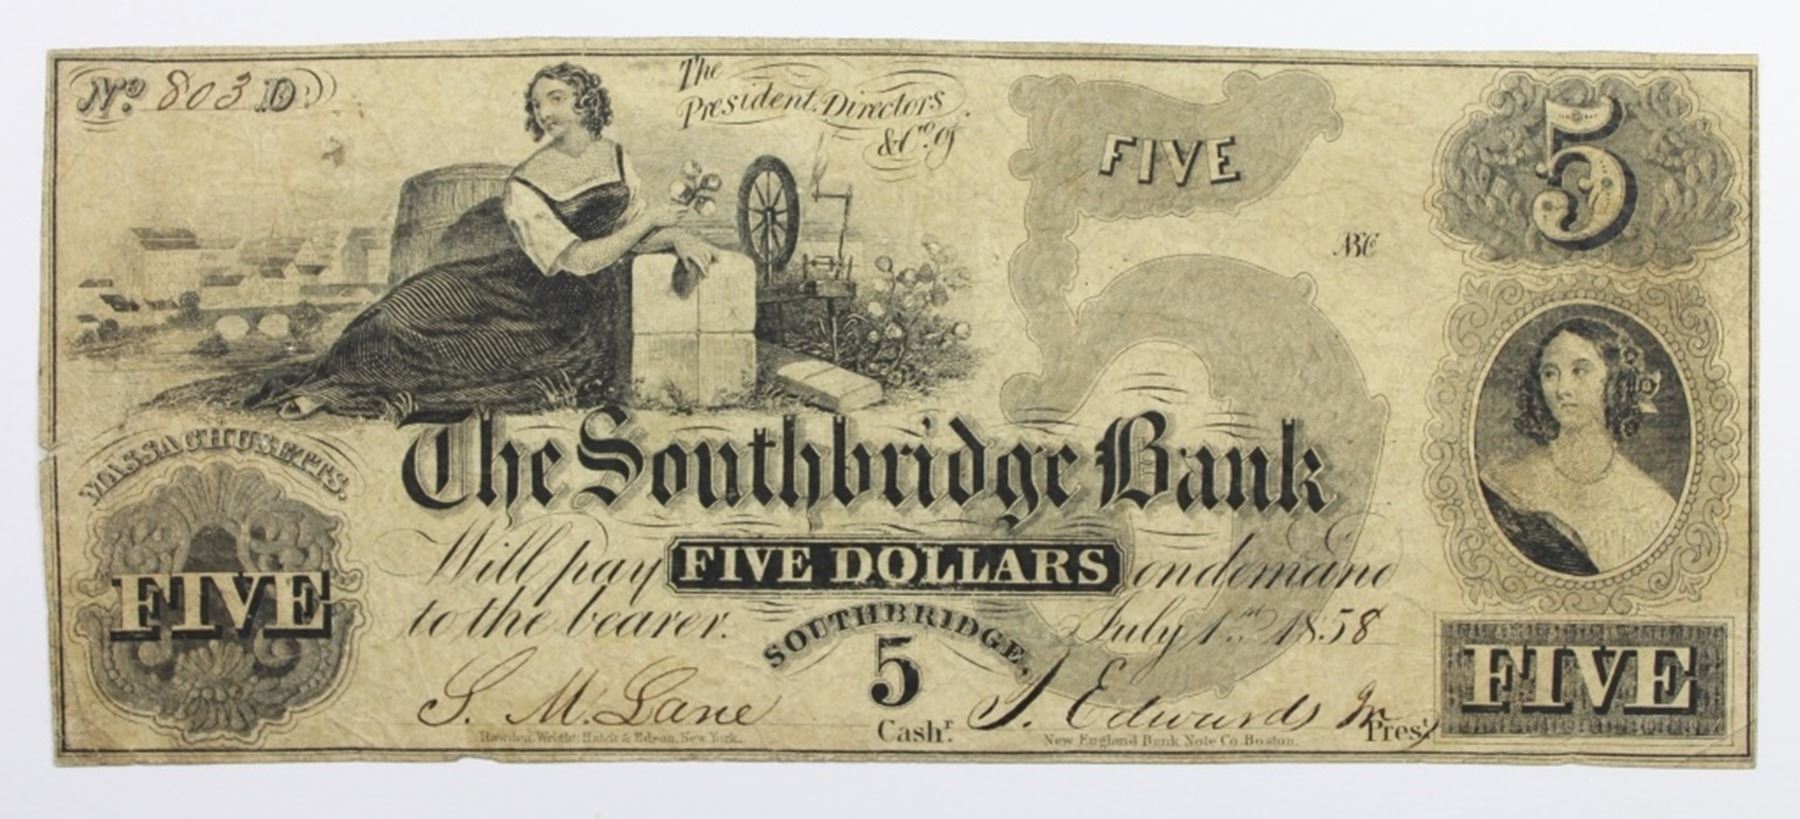 No. 803 D
The
President, Directors
& Co. of
FIVE
5
ABC
MASSACHUSETTS.
The Southbridge Bank
FIVE
Will pay FIVE DOLLARS on demand
to the bearer. July 1st 1858
SOUTHBRIDGE,
5
S. M. Lane Cashr. Edwards Jr Prest
FIVE
Rawdon, Wright, Hatch & Edson, New York.
New England Bank Note Co. Boston.